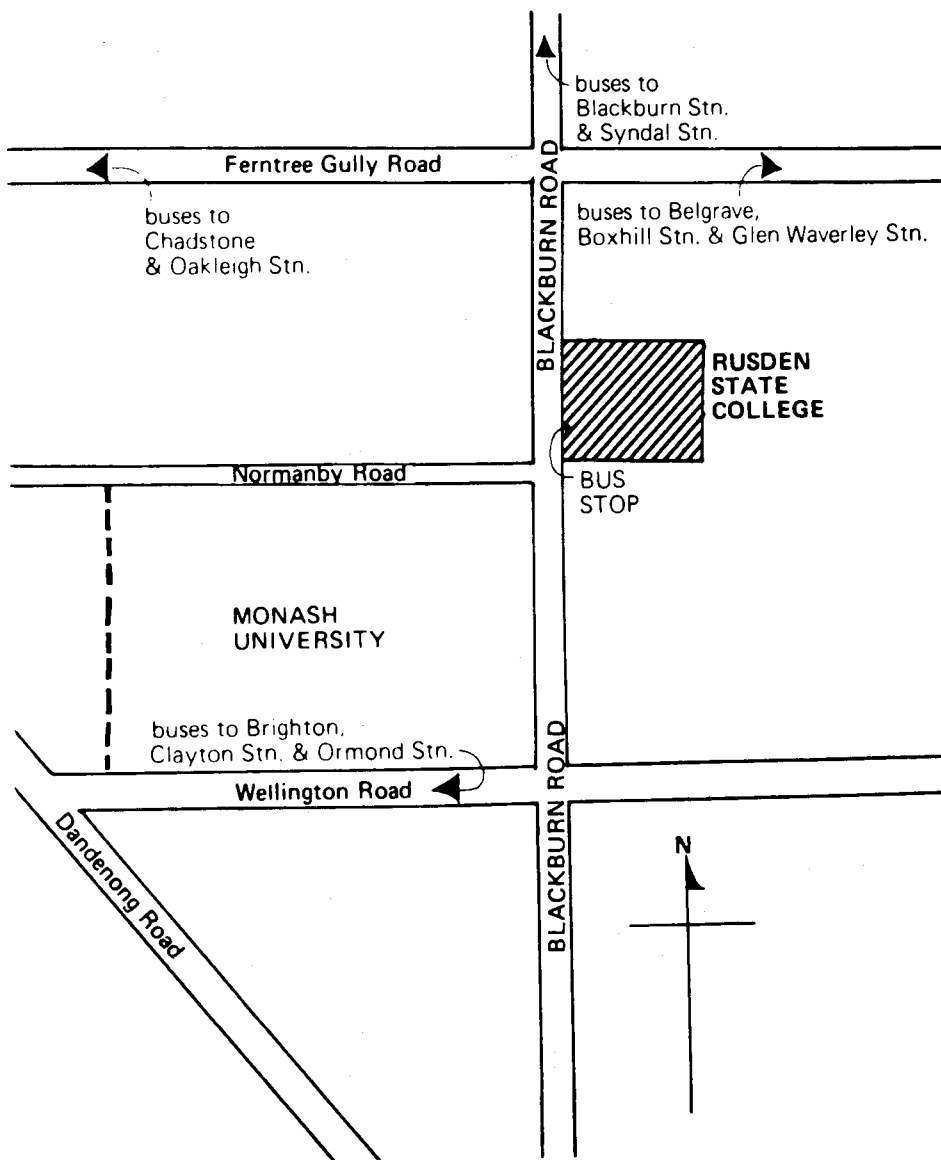 buses to
Blackburn Stn.
& Syndal Stn.
Ferntree Gully Road
BLACKBURN ROAD
buses to
Chadstone
& Oakleigh Stn.
buses to Belgrave,
Boxhill Stn. & Glen Waverley Stn.
RUSDEN
STATE
COLLEGE
Normanby Road
BUS
STOP
MONASH
UNIVERSITY
buses to Brighton,
Clayton Stn. & Ormond Stn.
Wellington Road
BLACKBURN ROAD
Dandenong Road
N